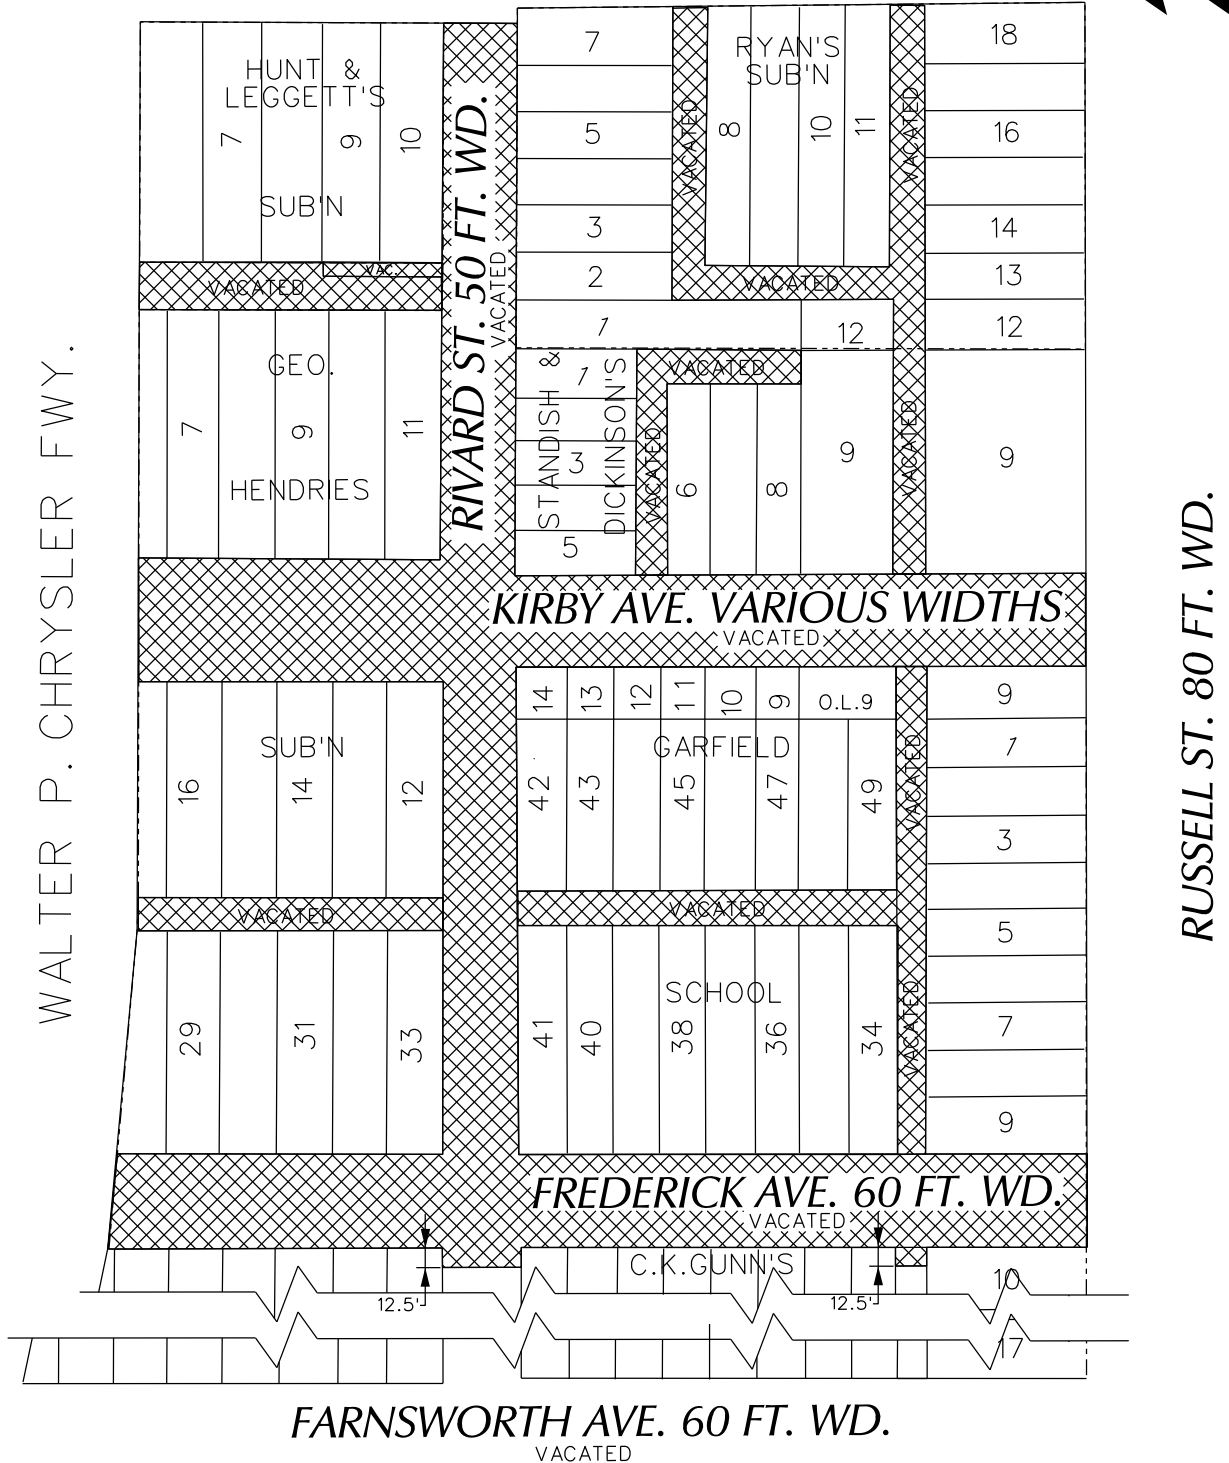 HUNT & LEGGETT'S
SUB'N
7
9
10
VACATED
VAC.
GEO.
HENDRIES
7
9
11
RIVARD ST. 50 FT. WD.
VACATED
7
5
3
2
1
12
VACATED
RYAN'S
SUB'N
8
10
11
VACATED
VACATED
18
16
14
13
12
9
STANDISH &
DICKINSON'S
1
3
5
VACATED
VACATED
6
8
9
VACATED
KIRBY AVE. VARIOUS WIDTHS
VACATED
WALTER P. CHRYSLER FWY.
RUSSELL ST. 80 FT. WD.
SUB'N
16
14
12
VACATED
29
31
33
14
13
12
11
10
9
O.L.9
GARFIELD
42
43
45
47
49
VACATED
SCHOOL
41
40
38
36
34
VACATED
VACATED
9
1
3
5
7
9
FREDERICK AVE. 60 FT. WD.
VACATED
C.K.GUNN'S
12.5'
12.5'
10
17
FARNSWORTH AVE. 60 FT. WD.
VACATED